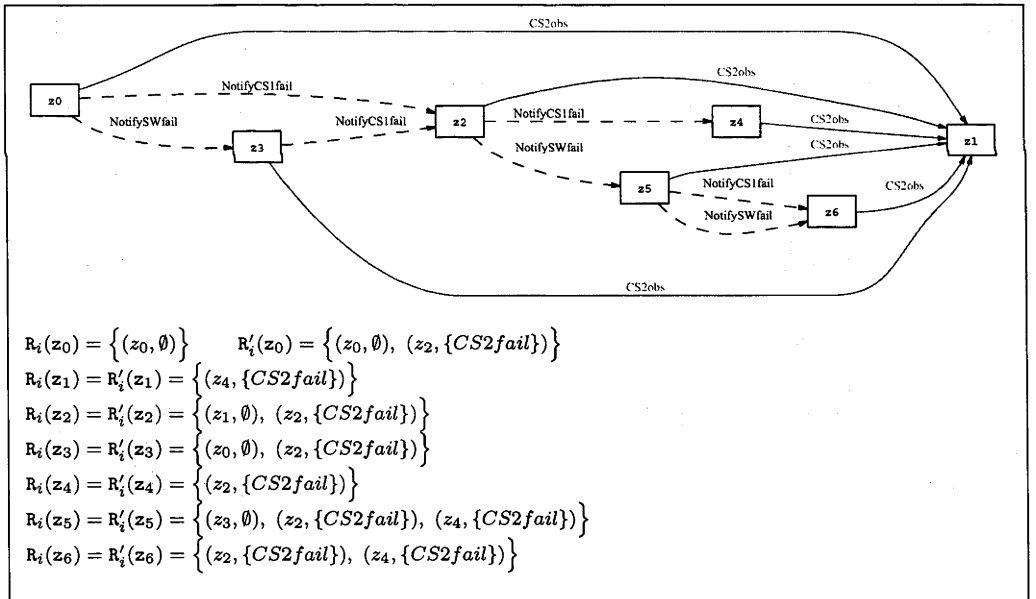 CS2obs
CS2obs
z0
NotifyCS1fail
NotifySWfail
NotifyCS1fail
z3
z2
NotifyCS1fail
z4
CS2obs
NotifySWfail
CS2obs
z1
z5
NotifyCS1fail
CS2obs
NotifySWfail
z6
CS2obs
R_i(z_0) = {(z_0, ∅)} R'_i(z_0) = {(z_0, ∅), (z_2, {CS2fail})}
R_i(z_1) = R'_i(z_1) = {(z_4, {CS2fail})}
R_i(z_2) = R'_i(z_2) = {(z_1, ∅), (z_2, {CS2fail})}
R_i(z_3) = R'_i(z_3) = {(z_0, ∅), (z_2, {CS2fail})}
R_i(z_4) = R'_i(z_4) = {(z_2, {CS2fail})}
R_i(z_5) = R'_i(z_5) = {(z_3, ∅), (z_2, {CS2fail}), (z_4, {CS2fail})}
R_i(z_6) = R'_i(z_6) = {(z_2, {CS2fail}), (z_4, {CS2fail})}